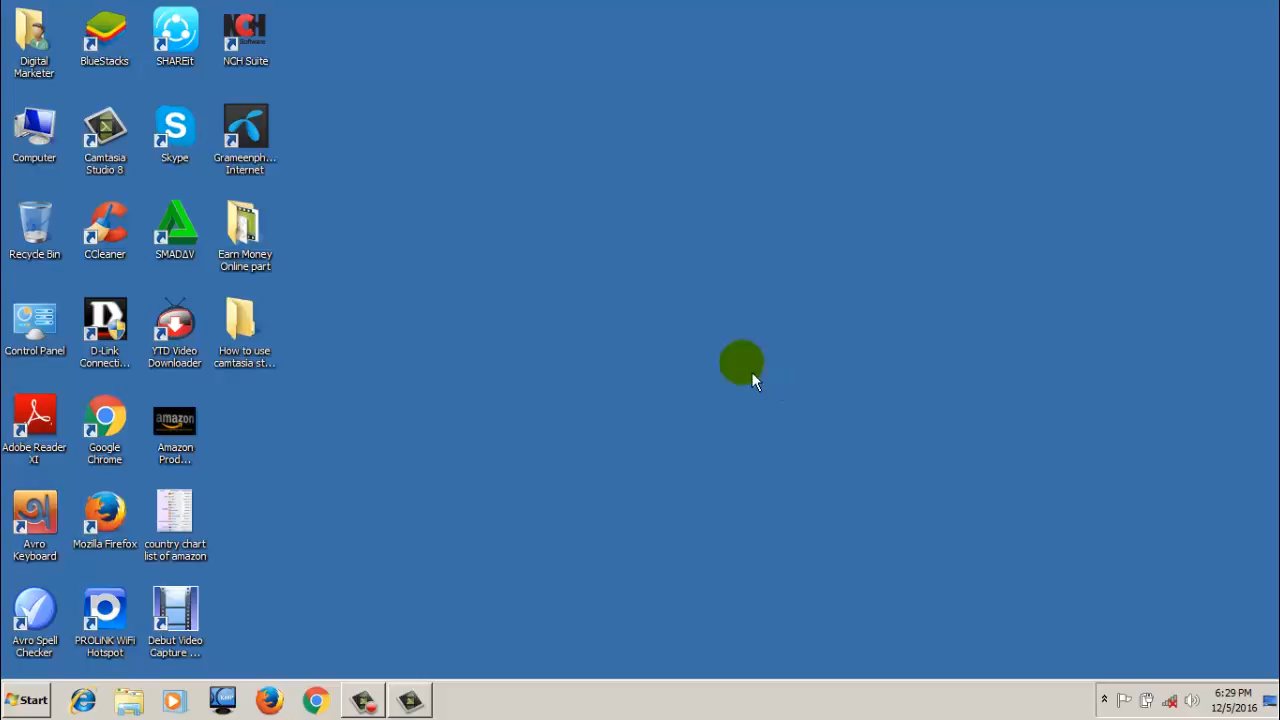 Digital
Marketer
BlueStacks
SHAREit
NCH
Software
NCH Suite
Computer
Camtasia
Studio 8
S
Skype
Grameenph...
Internet
Recycle Bin
CCleaner
SMADΔV
Earn Money
Online part
Control Panel
D
D-Link
Connecti...
YTD Video
Downloader
How to use
camtasia st...
Adobe Reader
XI
Google
Chrome
amazon
Amazon
Prod...
অ
Avro
Keyboard
Mozilla Firefox
country chart
list of amazon
Avro Spell
Checker
PROLiNK WiFi
Hotspot
Debut Video
Capture ...
Start
6:29 PM
12/5/2016